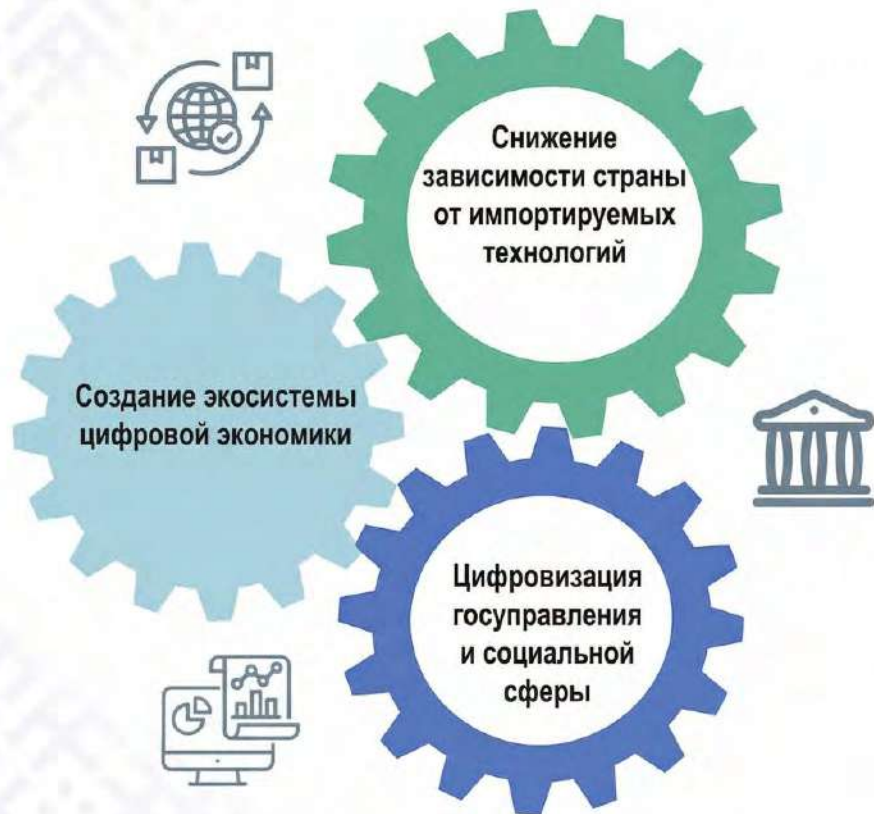 Снижение
зависимости страны
от импортируемых
технологий
Создание экосистемы
цифровой экономики
Цифровизация
госуправления
и социальной
сферы